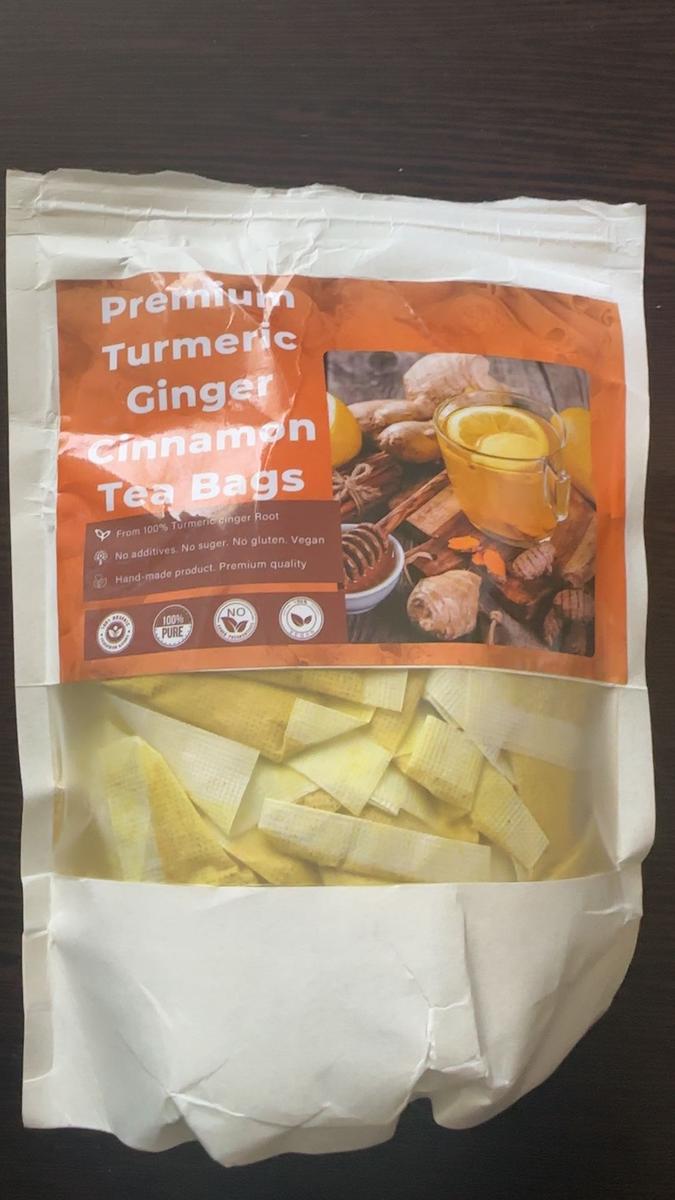 Premium
Turmeric
Ginger
Cinnamon
Tea Bags
From 100% Turmeric ginger Root
No additives. No suger. No gluten. Vegan
Hand-made product. Premium quality
100%
PURE
NO